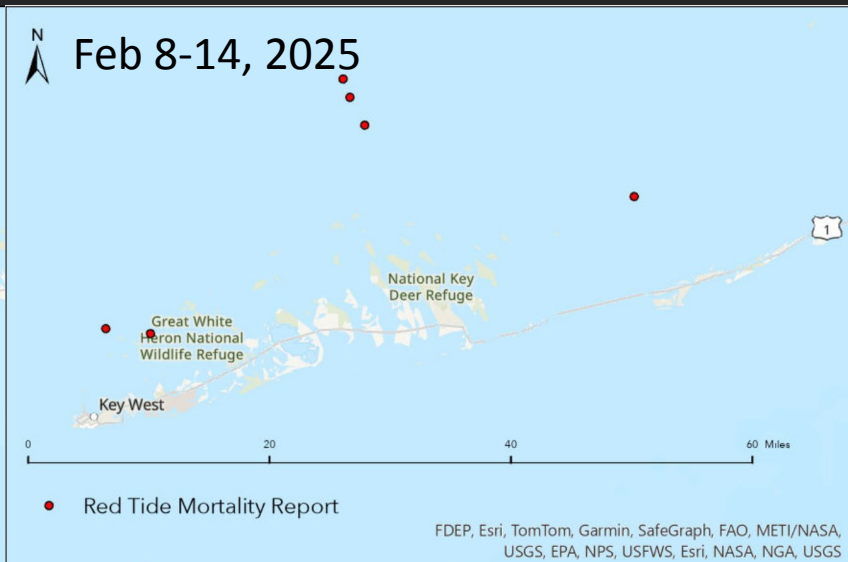 N
Feb 8-14, 2025
1
National Key
Deer Refuge
Great White
Heron National
Wildlife Refuge
Key West
0 20 40 60 Miles
Red Tide Mortality Report
FDEP, Esri, TomTom, Garmin, SafeGraph, FAO, METI/NASA,
USGS, EPA, NPS, USFWS, Esri, NASA, NGA, USGS